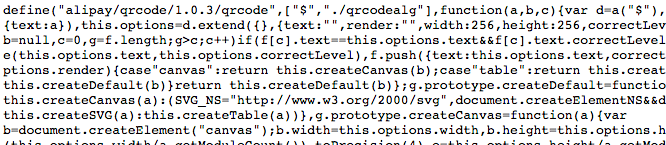 define("alipay/qrcode/1.0.3/qrcode",["$","./qrcodealg"],function(a,b,c){var d=a("$"),
{text:a}),this.options=d.extend({},{text:"",render:"",width:256,height:256,correctLev
b=null,c=0,g=f.length;g>c;c++)if(f[c].text==this.options.text&&f[c].text.correctLevel
e(this.options.text,this.options.correctLevel),f.push({text:this.options.text,correct
ptions.render){case"canvas":return this.createCanvas(b);case"table":return this.creat
this.createDefault(b)}return this.createDefault(b)};g.prototype.createDefault=functio
this.createCanvas(a):(SVG_NS="http://www.w3.org/2000/svg",document.createElementNS&&d
this.createSVG(a):this.createTable(a))},g.prototype.createCanvas=function(a){var
b=document.createElement("canvas");b.width=this.options.width,b.height=this.options.h